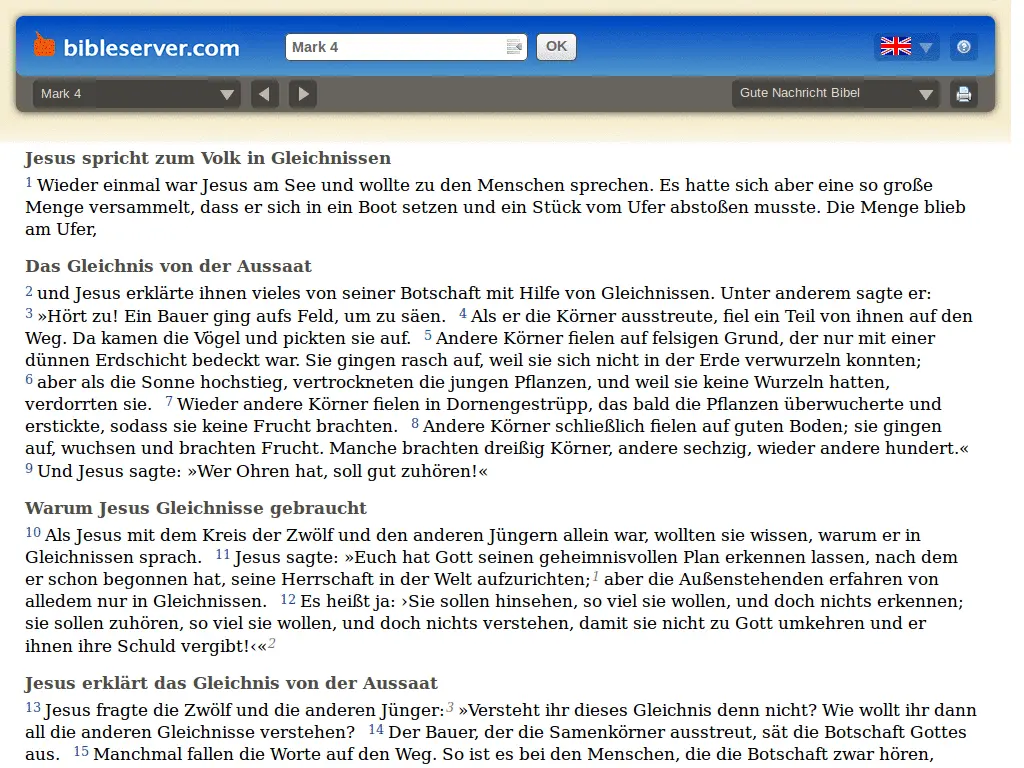 bibleserver.com
Mark 4
OK
Mark 4
Gute Nachricht Bibel
Jesus spricht zum Volk in Gleichnissen
1 Wieder einmal war Jesus am See und wollte zu den Menschen sprechen. Es hatte sich aber eine so große
Menge versammelt, dass er sich in ein Boot setzen und ein Stück vom Ufer abstoßen musste. Die Menge blieb
am Ufer,
Das Gleichnis von der Aussaat
2 und Jesus erklärte ihnen vieles von seiner Botschaft mit Hilfe von Gleichnissen. Unter anderem sagte er:
3 »Hört zu! Ein Bauer ging aufs Feld, um zu säen. 4 Als er die Körner ausstreute, fiel ein Teil von ihnen auf den
Weg. Da kamen die Vögel und pickten sie auf. 5 Andere Körner fielen auf felsigen Grund, der nur mit einer
dünnen Erdschicht bedeckt war. Sie gingen rasch auf, weil sie sich nicht in der Erde verwurzeln konnten;
6 aber als die Sonne hochstieg, vertrockneten die jungen Pflanzen, und weil sie keine Wurzeln hatten,
verdorrten sie. 7 Wieder andere Körner fielen in Dornengestrüpp, das bald die Pflanzen überwucherte und
erstickte, sodass sie keine Frucht brachten. 8 Andere Körner schließlich fielen auf guten Boden; sie gingen
auf, wuchsen und brachten Frucht. Manche brachten dreißig Körner, andere sechzig, wieder andere hundert.«
9 Und Jesus sagte: »Wer Ohren hat, soll gut zuhören!«
Warum Jesus Gleichnisse gebraucht
10 Als Jesus mit dem Kreis der Zwölf und den anderen Jüngern allein war, wollten sie wissen, warum er in
Gleichnissen sprach. 11 Jesus sagte: »Euch hat Gott seinen geheimnisvollen Plan erkennen lassen, nach dem
er schon begonnen hat, seine Herrschaft in der Welt aufzurichten;1 aber die Außenstehenden erfahren von
alledem nur in Gleichnissen. 12 Es heißt ja: ›Sie sollen hinsehen, so viel sie wollen, und doch nichts erkennen;
sie sollen zuhören, so viel sie wollen, und doch nichts verstehen, damit sie nicht zu Gott umkehren und er
ihnen ihre Schuld vergibt!‹«2
Jesus erklärt das Gleichnis von der Aussaat
13 Jesus fragte die Zwölf und die anderen Jünger:3 »Versteht ihr dieses Gleichnis denn nicht? Wie wollt ihr dann
all die anderen Gleichnisse verstehen? 14 Der Bauer, der die Samenkörner ausstreut, sät die Botschaft Gottes
aus. 15 Manchmal fallen die Worte auf den Weg. So ist es bei den Menschen, die die Botschaft zwar hören,